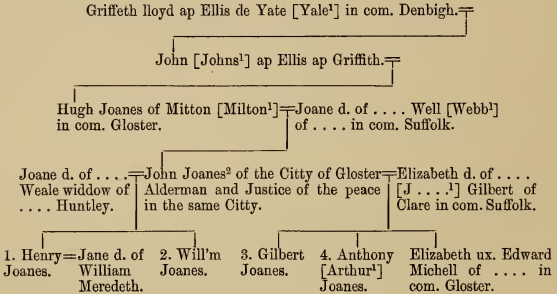 Griffeth lloyd ap Ellis de Yate [Yale¹] in com. Denbigh.
John [Johns¹] ap Ellis ap Griffith.
Hugh Joanes of Mitton [Milton¹] Joane d. of .... Well [Webb¹]
in com. Gloster. of .... in com. Suffolk.
Joane d. of .... John Joanes² of the Citty of Gloster Elizabeth d. of ....
Weale widdow of Alderman and Justice of the peace [J ....¹] Gilbert of
.... Huntley. in the same Citty. Clare in com. Suffolk.
1. Henry=Jane d. of 2. Will'm 3. Gilbert 4. Anthony Elizabeth ux. Edward
Joanes. William Joanes. Joanes. [Arthur¹] Michell of .... in
Meredeth. Joanes. com. Gloster.